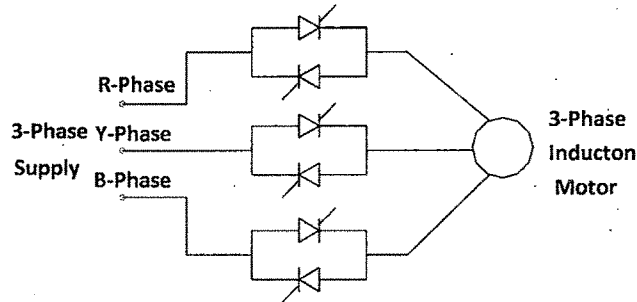 R-Phase
3-Phase Y-Phase
Supply
B-Phase
3-Phase
Inducton
Motor